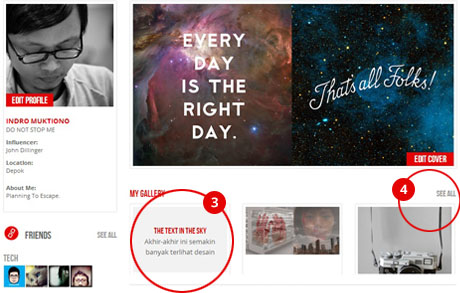 EDIT PROFILE
INDRO MUKTIONO
DO NOT STOP ME
Influencer:
John Dillinger
Location:
Depok
About Me:
Planning To Escape.
FRIENDS
SEE ALL
TECH
EVERY
DAY
IS THE
RIGHT
DAY.
That's all Folks!
EDIT COVER
MY GALLERY
3
4
SEE ALL
THE TEXT IN THE SKY
Akhir-akhir ini semakin
banyak terlihat desain